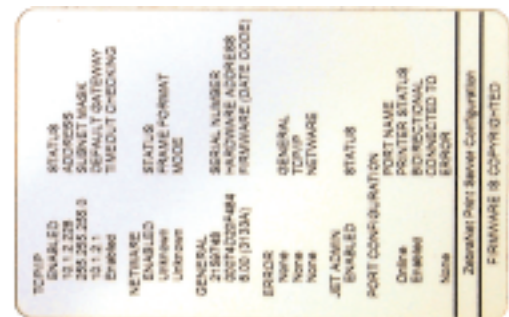 TCP/IP
ENABLED STATUS
10.1.2.228 ADDRESS
255.255.255.0 SUBNET MASK
10.1.2.1 DEFAULT GATEWAY
Enabled TIMEOUT CHECKING
NETWARE
ENABLED STATUS
Unknown FRAME FORMAT
Unknown MODE
GENERAL
SERIAL NUMBER
HARDWARE ADDRESS
FIRMWARE (DATE CODE)
ERROR
None GENERAL
None TCP/IP
None NETWARE
JET ADMIN
ENABLED STATUS
PORT CONFIGURATION
PORT NAME
Online PRINTER STATUS
Enabled BIDIRECTIONAL
CONNECTED TO
None ERROR
ZebraNet Print Server Configuration
FIRMWARE IS COPYRIGHTED